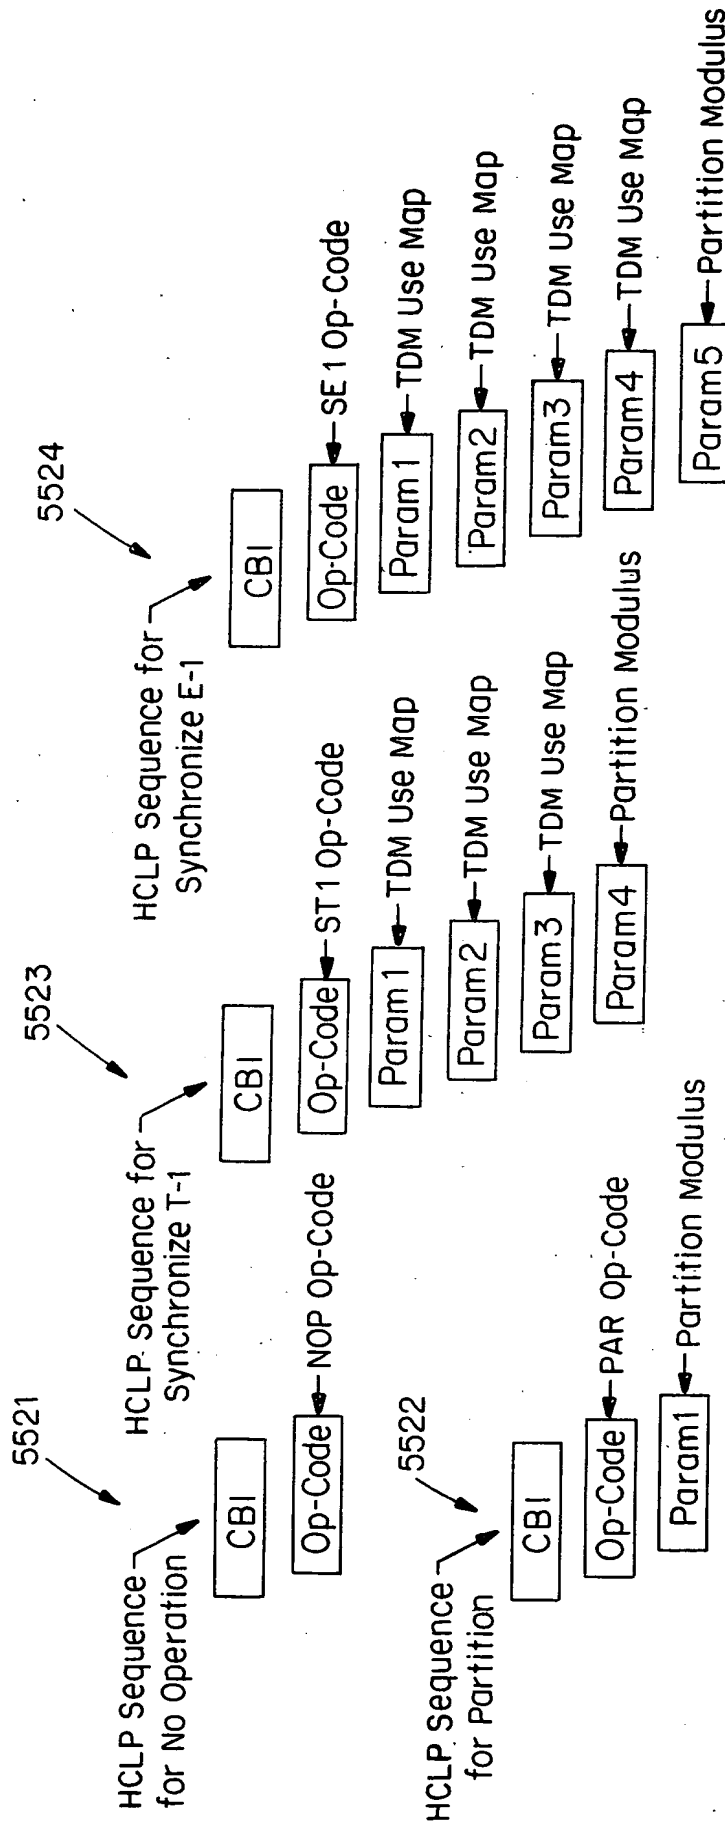 5521
HCLP Sequence
for No Operation
CBI
Op-Code
NOP Op-Code
5522
HCLP Sequence
for Partition
CBI
Op-Code
PAR Op-Code
Param1
Partition Modulus
5523
HCLP Sequence for
Synchronize T-1
CBI
Op-Code
ST1 Op-Code
Param1
TDM Use Map
Param2
TDM Use Map
Param3
TDM Use Map
Param4
Partition Modulus
5524
HCLP Sequence for
Synchronize E-1
CBI
Op-Code
SE1 Op-Code
Param1
TDM Use Map
Param2
TDM Use Map
Param3
TDM Use Map
Param4
TDM Use Map
Param5
Partition Modulus